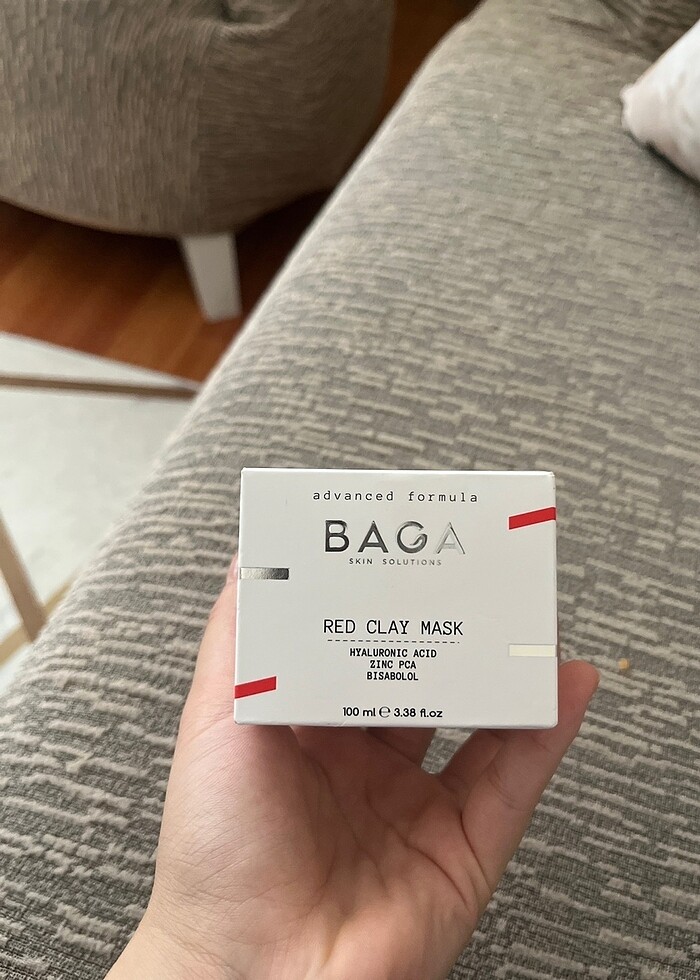 advanced formula
BAGA
SKIN SOLUTIONS
RED CLAY MASK
HYALURONIC ACID
ZINC PCA
BISABOLOL
100 ml ℮ 3.38 fl.oz